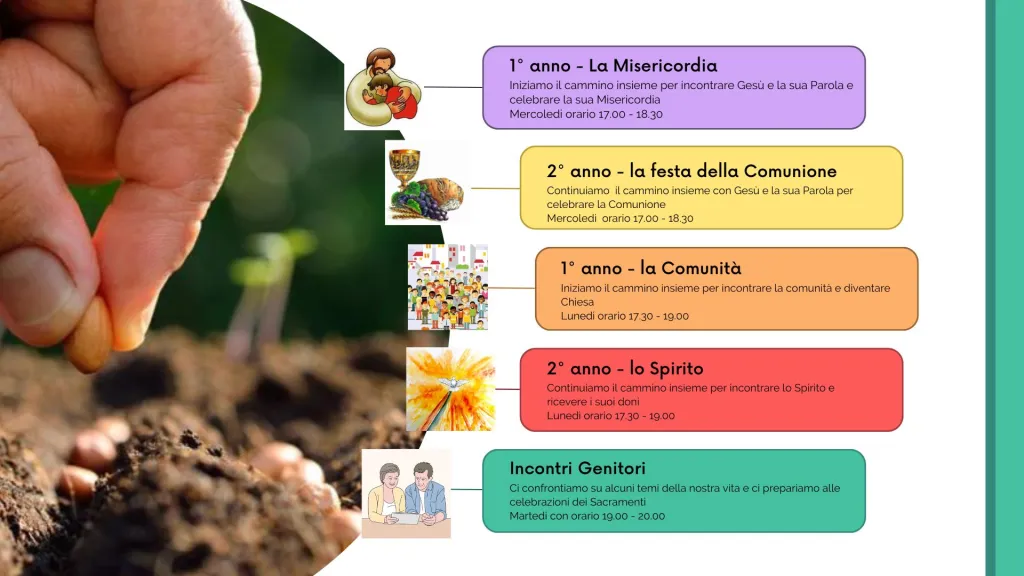 1° anno - La Misericordia
Iniziamo il cammino insieme per incontrare Gesù e la sua Parola e
celebrare la sua Misericordia
Mercoledì orario 17.00 - 18.30
2° anno - la festa della Comunione
Continuiamo il cammino insieme con Gesù e la sua Parola per
celebrare la Comunione
Mercoledì orario 17.00 - 18.30
1° anno - la Comunità
Iniziamo il cammino insieme per incontrare la comunità e diventare
Chiesa
Lunedì orario 17.30 - 19.00
2° anno - lo Spirito
Continuiamo il cammino insieme per incontrare lo Spirito e
ricevere i suoi doni
Lunedì orario 17.30 - 19.00
Incontri Genitori
Ci confrontiamo su alcuni temi della nostra vita e ci prepariamo alle
celebrazioni dei Sacramenti
Martedì con orario 19.00 - 20.00